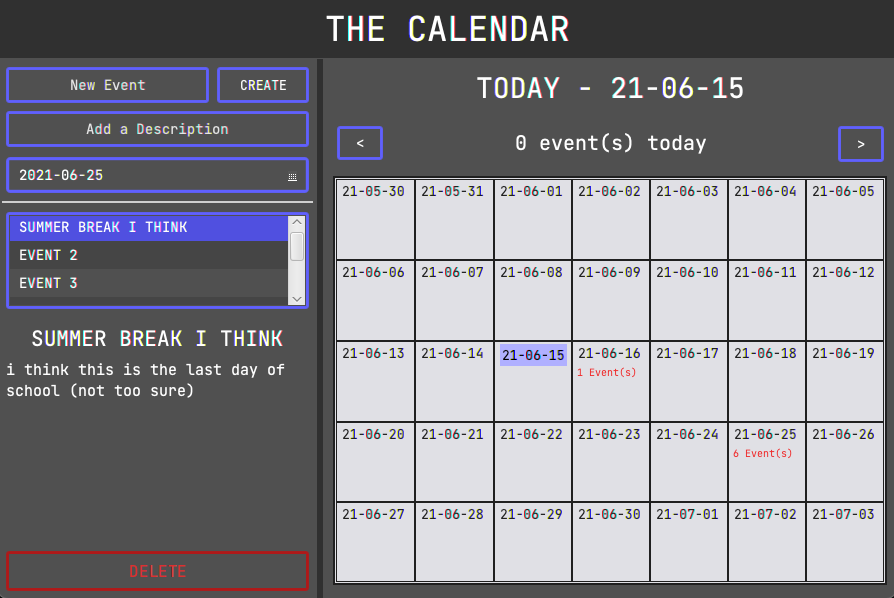 THE CALENDAR
New Event
CREATE
Add a Description
2021-06-25
SUMMER BREAK I THINK
EVENT 2
EVENT 3
SUMMER BREAK I THINK
i think this is the last day of
school (not too sure)
DELETE
TODAY - 21-06-15
<
0 event(s) today
>
21-05-30 21-05-31 21-06-01 21-06-02 21-06-03 21-06-04 21-06-05
21-06-06 21-06-07 21-06-08 21-06-09 21-06-10 21-06-11 21-06-12
21-06-13 21-06-14 21-06-15 21-06-16 21-06-17 21-06-18 21-06-19
1 Event(s)
21-06-20 21-06-21 21-06-22 21-06-23 21-06-24 21-06-25 21-06-26
6 Event(s)
21-06-27 21-06-28 21-06-29 21-06-30 21-07-01 21-07-02 21-07-03